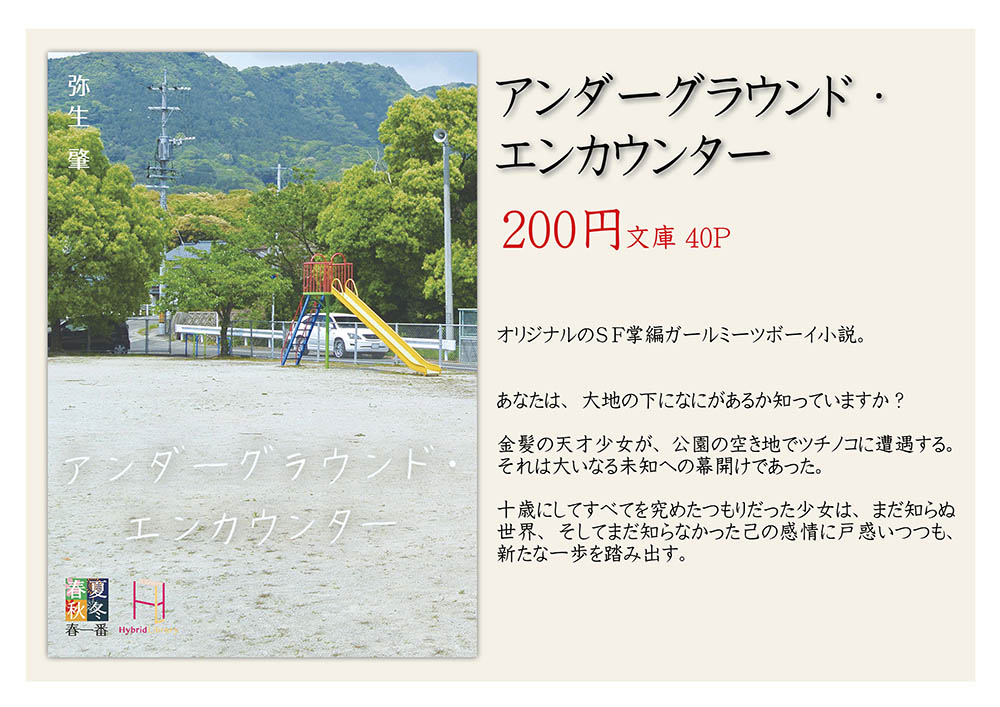 弥生 肇
アンダーグラウンド・
エンカウンター
春夏
秋冬
春一番
Hybrid
アンダーグラウンド・
エンカウンター
200円文庫 40P
オリジナルのSF掌編ガールミーツボーイ小説。
あなたは、大地の下になにがあるか知っていますか?
金髪の天才少女が、公園の空き地でツチノコに遭遇する。
それは大いなる未知への幕開けであった。
十歳にしてすべてを究めたつもりだった少女は、まだ知らぬ
世界、そしてまだ知らなかった己の感情に戸惑いつつも、
新たな一歩を踏み出す。